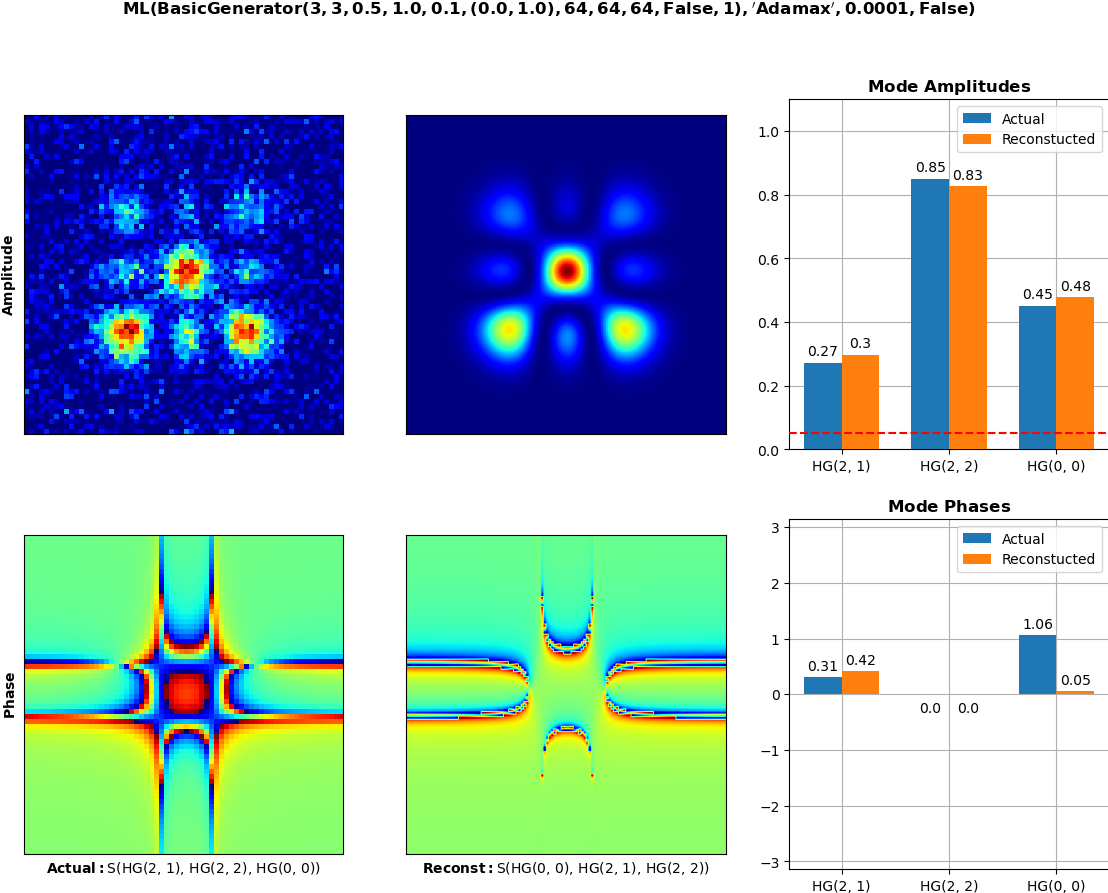 ML(BasicGenerator(3, 3, 0.5, 1.0, 0.1, (0.0, 1.0), 64, 64, 64, False, 1), ′Adamax′, 0.0001, False)
Amplitude
Mode Amplitudes
Actual
Reconstucted
1.0
0.8
0.6
0.4
0.2
0.0
0.27
0.3
0.85
0.83
0.45
0.48
HG(2, 1)
HG(2, 2)
HG(0, 0)
Phase
Actual: S(HG(2, 1), HG(2, 2), HG(0, 0))
Reconst: S(HG(0, 0), HG(2, 1), HG(2, 2))
Mode Phases
Actual
Reconstucted
3
2
1
0
−1
−2
−3
0.31
0.42
0.0
0.0
1.06
0.05
HG(2, 1)
HG(2, 2)
HG(0, 0)